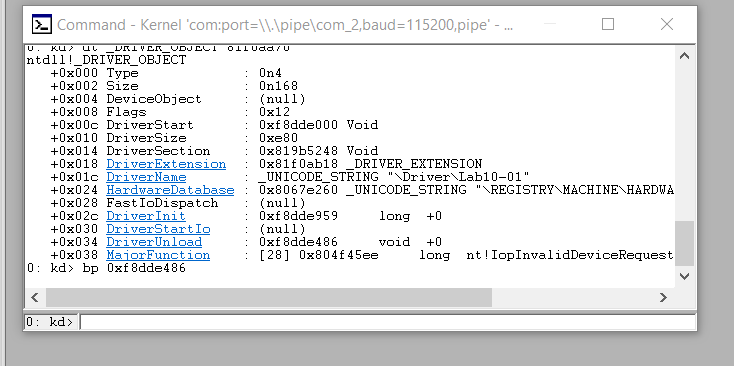 Command - Kernel 'com:port=\\.\pipe\com_2,baud=115200,pipe' - ...
0: kd> dt _DRIVER_OBJECT 81f0aa70
ntdll!_DRIVER_OBJECT
+0x000 Type : 0n4
+0x002 Size : 0n168
+0x004 DeviceObject : (null)
+0x008 Flags : 0x12
+0x00c DriverStart : 0xf8dde000 Void
+0x010 DriverSize : 0xe80
+0x014 DriverSection : 0x819b5248 Void
+0x018 DriverExtension : 0x81f0ab18 _DRIVER_EXTENSION
+0x01c DriverName : _UNICODE_STRING "\Driver\Lab10-01"
+0x024 HardwareDatabase : 0x8067e260 _UNICODE_STRING "\REGISTRY\MACHINE\HARDWA
+0x028 FastIoDispatch : (null)
+0x02c DriverInit : 0xf8dde959 long +0
+0x030 DriverStartIo : (null)
+0x034 DriverUnload : 0xf8dde486 void +0
+0x038 MajorFunction : [28] 0x804f45ee long nt!IopInvalidDeviceRequest
0: kd> bp 0xf8dde486
0: kd>